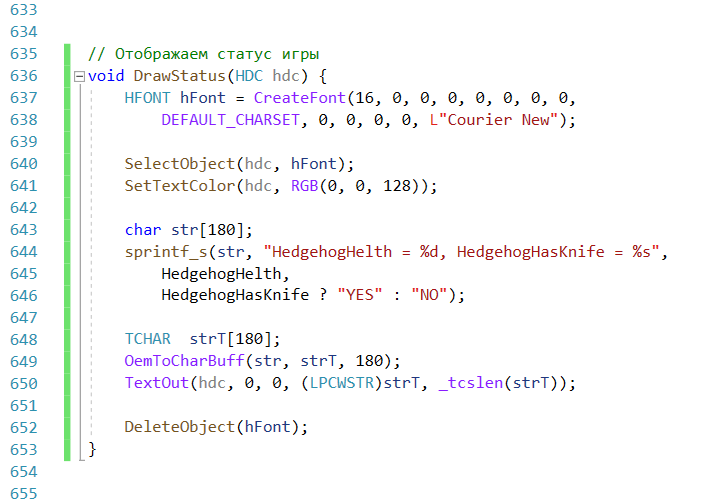 633
634
635 // Отображаем статус игры
636 void DrawStatus(HDC hdc) {
637 HFONT hFont = CreateFont(16, 0, 0, 0, 0, 0, 0, 0,
638 DEFAULT_CHARSET, 0, 0, 0, 0, L"Courier New");
639
640 SelectObject(hdc, hFont);
641 SetTextColor(hdc, RGB(0, 0, 128));
642
643 char str[180];
644 sprintf_s(str, "HedgehogHelth = %d, HedgehogHasKnife = %s",
645 HedgehogHelth,
646 HedgehogHasKnife ? "YES" : "NO");
647
648 TCHAR  strT[180];
649 OemToCharBuff(str, strT, 180);
650 TextOut(hdc, 0, 0, (LPCWSTR)strT, _tcslen(strT));
651
652 DeleteObject(hFont);
653 }
654
655